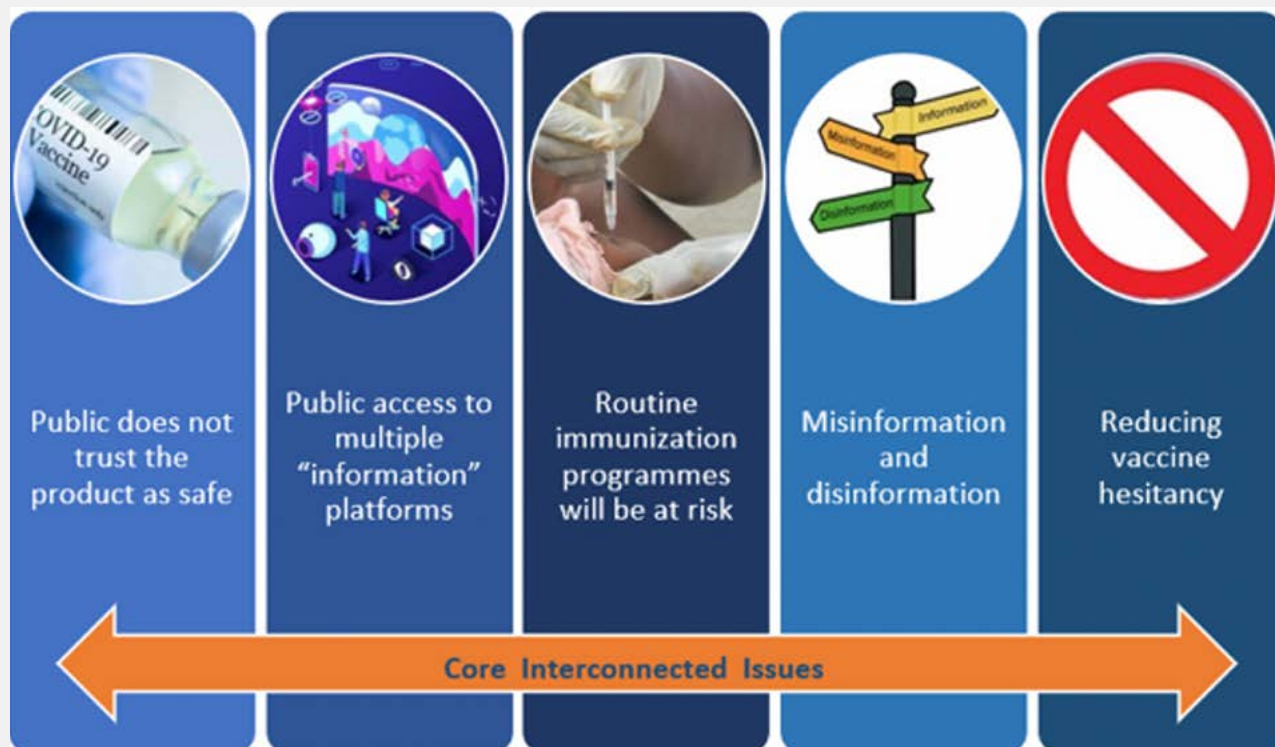 COVID-19
Vaccine
Information
Misinformation
Disinformation
Public does not
trust the
product as safe
Public access to
multiple
“information”
platforms
Routine
immunization
programmes
will be at risk
Misinformation
and
disinformation
Reducing
vaccine
hesitancy
Core Interconnected Issues